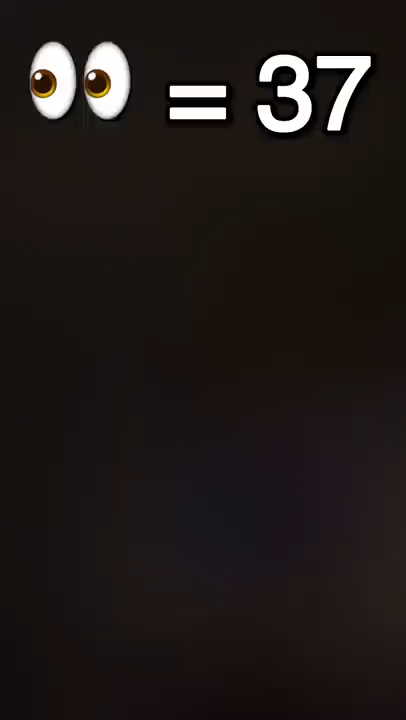 👀 = 37